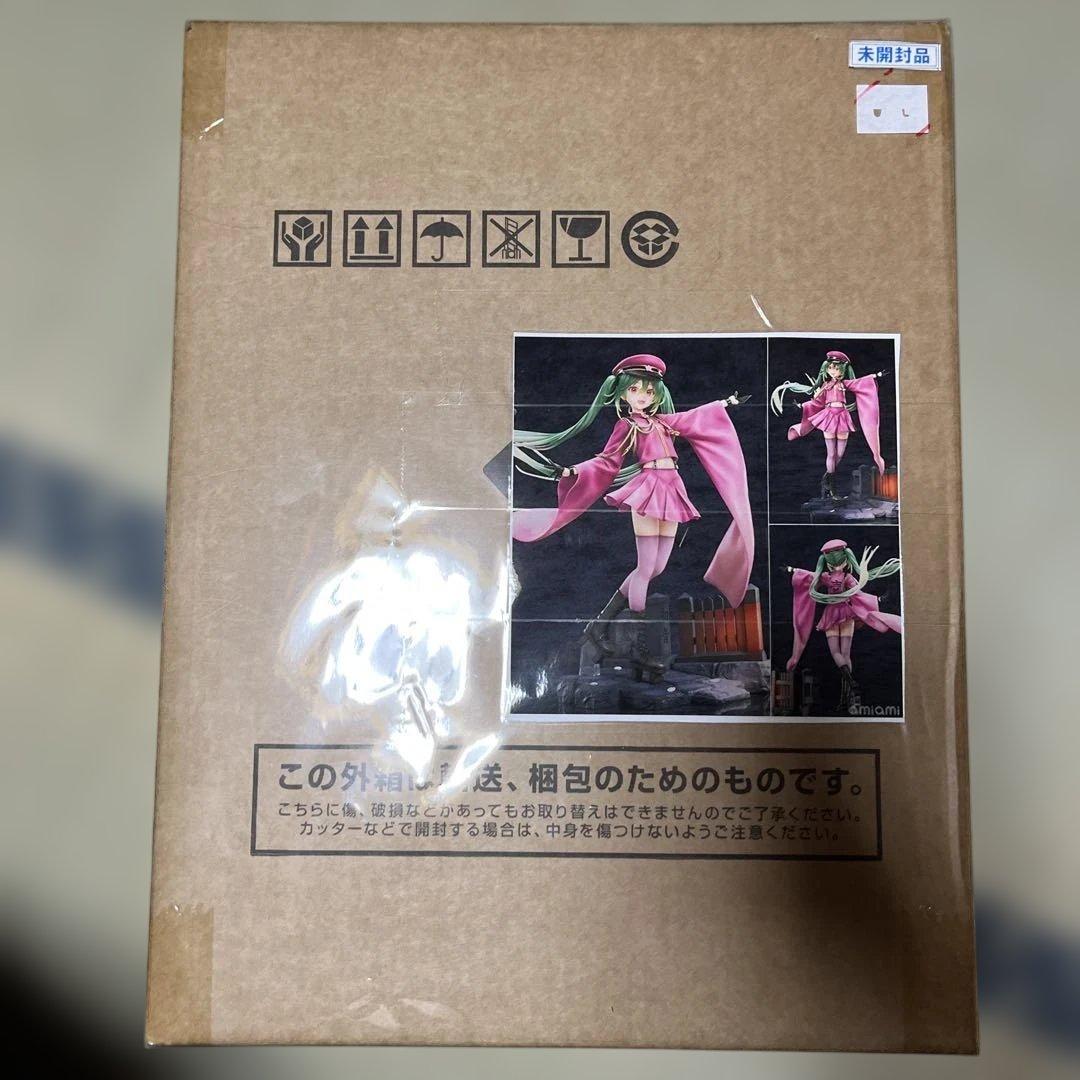 未開封品
この外箱は輸送、梱包のためのものです。
こちらに傷、破損などがあってもお取り替えはできませんのでご了承ください。
カッターなどで開封する場合は、中身を傷つけないようご注意ください。
amiami